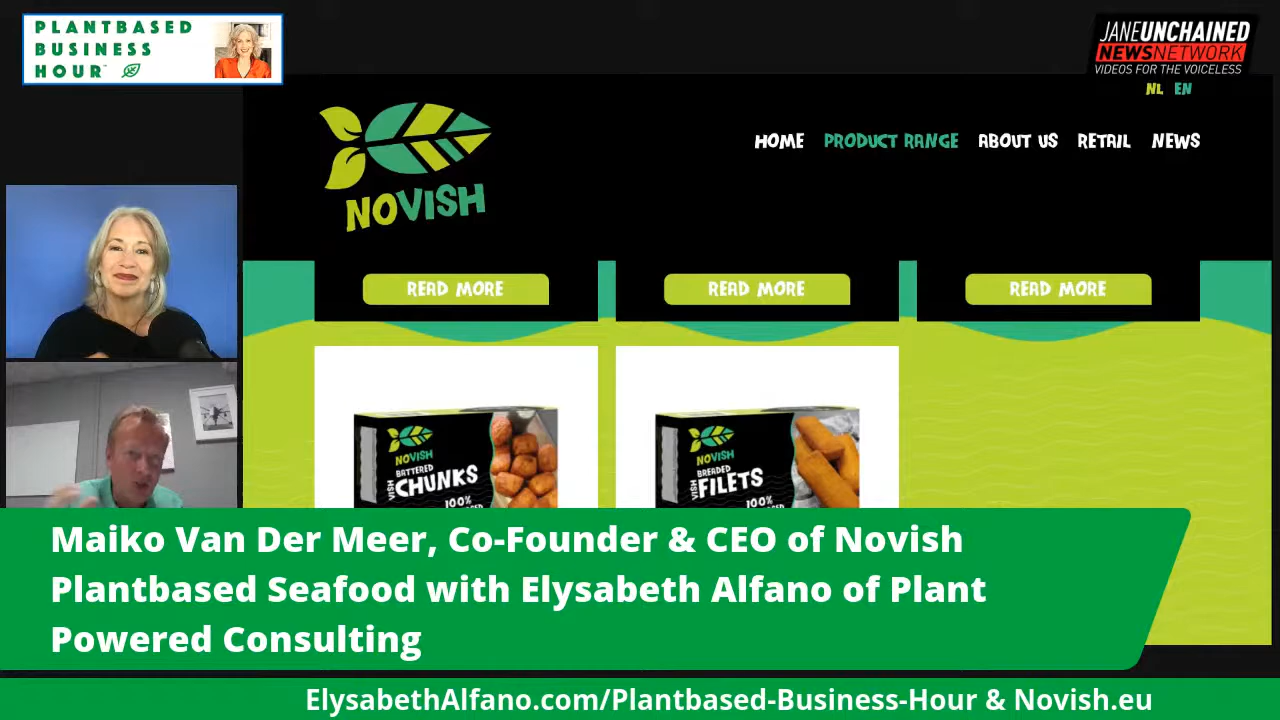 PLANTBASED
BUSINESS
HOUR
JANEUNCHAINED
NEWSNETWORK
VIDEOS FOR THE VOICELESS
NL EN
NOVISH
HOME PRODUCT RANGE ABOUT US RETAIL NEWS
READ MORE READ MORE READ MORE
NOVISH
BATTERED
VISH CHUNKS
100%
NOVISH
BREADED
VISH FILETS
100%
Maiko Van Der Meer, Co-Founder & CEO of Novish
Plantbased Seafood with Elysabeth Alfano of Plant
Powered Consulting
ElysabethAlfano.com/Plantbased-Business-Hour & Novish.eu